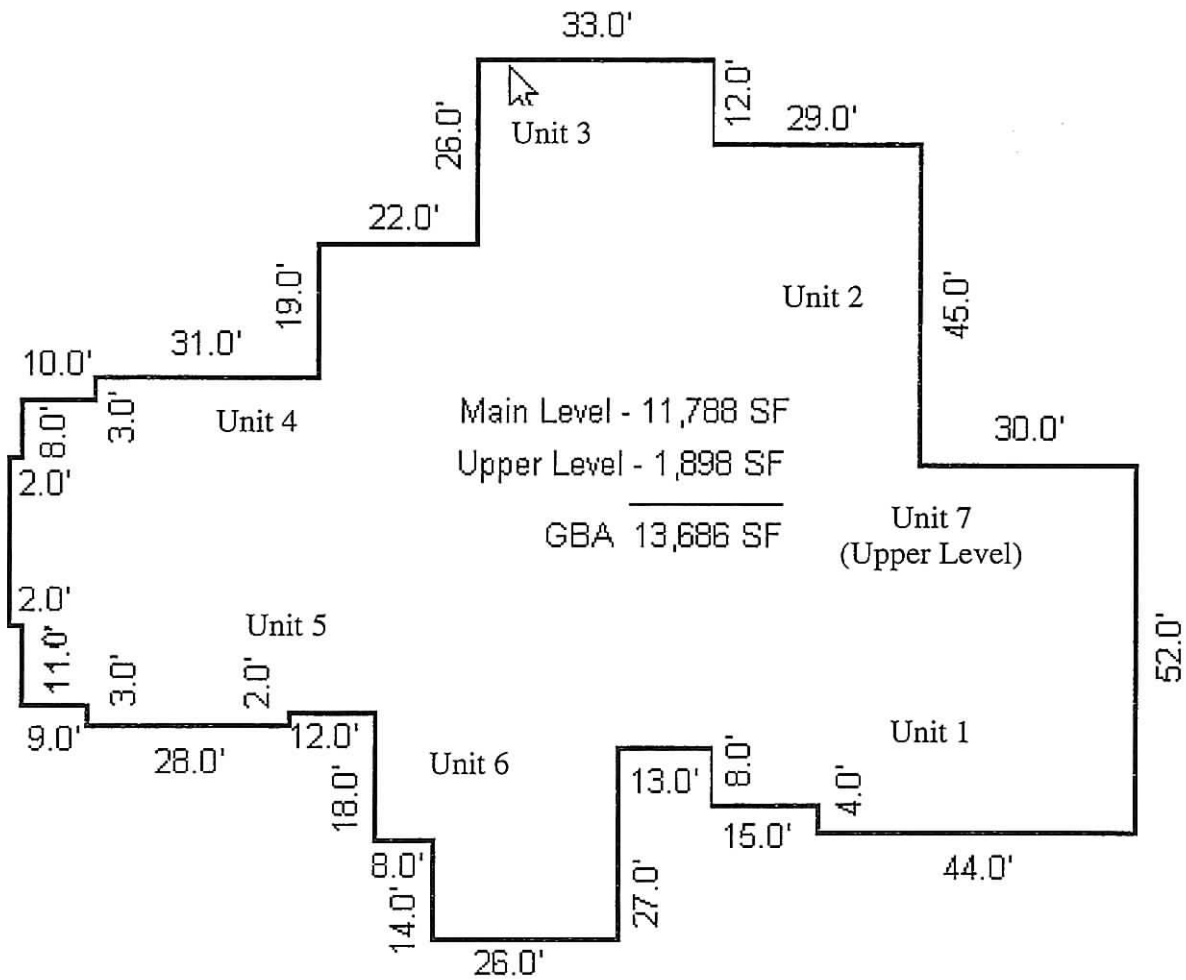 33.0'
12.0'
29.0'
26.0'
Unit 3
22.0'
19.0'
Unit 2
45.0'
31.0'
10.0'
8.0'
3.0'
Unit 4
Main Level - 11,788 SF
Upper Level - 1,898 SF
GBA 13,686 SF
30.0'
2.0'
Unit 7
(Upper Level)
2.0'
11.0'
3.0'
Unit 5
2.0'
52.0'
9.0'
28.0'
12.0'
18.0'
Unit 6
13.0'
8.0'
Unit 1
4.0'
15.0'
44.0'
8.0'
14.0'
27.0'
26.0'